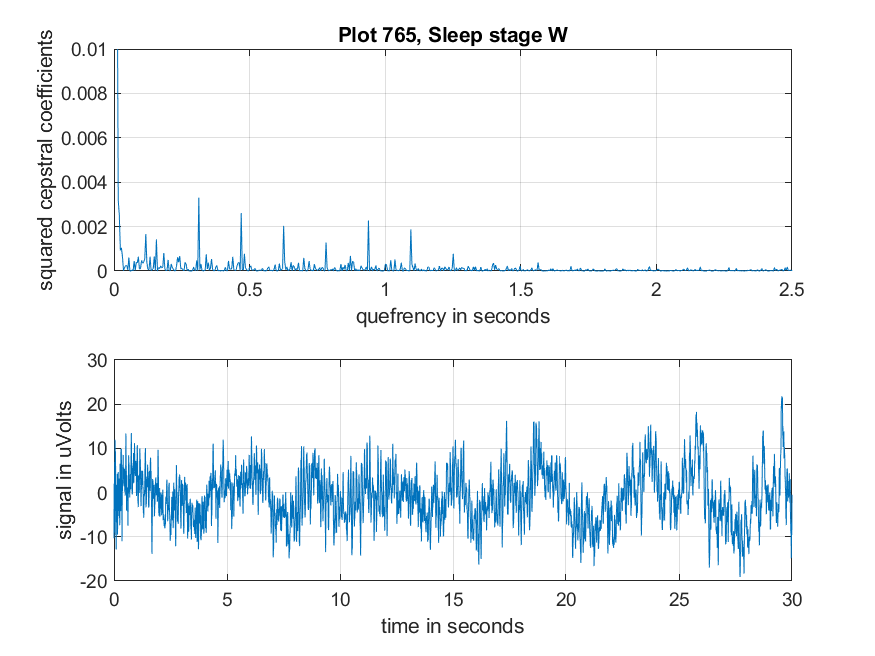 Plot 765, Sleep stage W
squared cepstral coefficients
0.01
0.008
0.006
0.004
0.002
0
0 0.5 1 1.5 2 2.5
quefrency in seconds
signal in uVolts
30
20
10
0
-10
-20
0 5 10 15 20 25 30
time in seconds